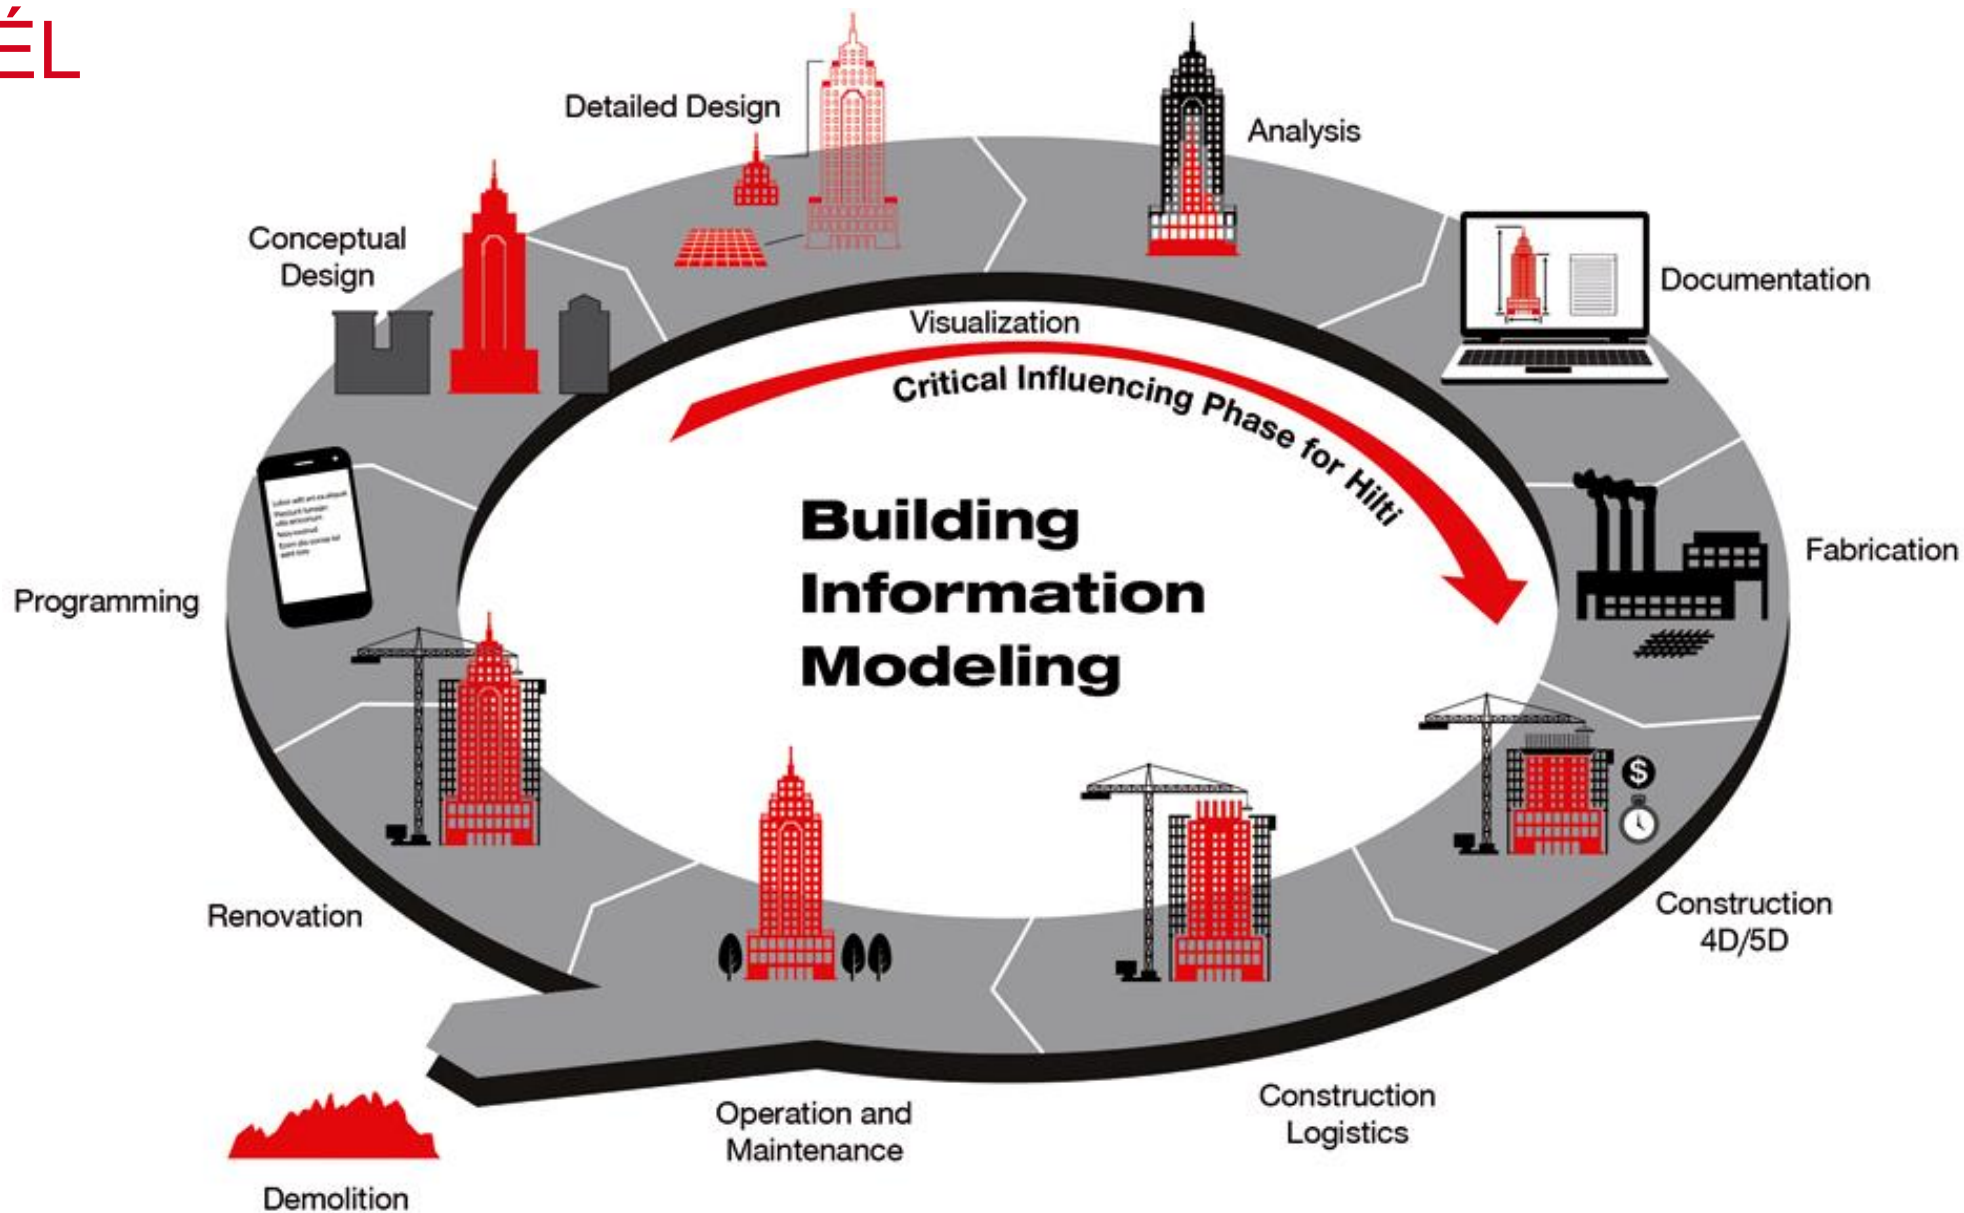 ÉL
Detailed Design
Analysis
Conceptual
Design
Documentation
Visualization
Critical Influencing Phase for Hilti
Building
Information
Modeling
Fabrication
Programming
$
Renovation
Construction
4D/5D
Operation and
Maintenance
Construction
Logistics
Demolition